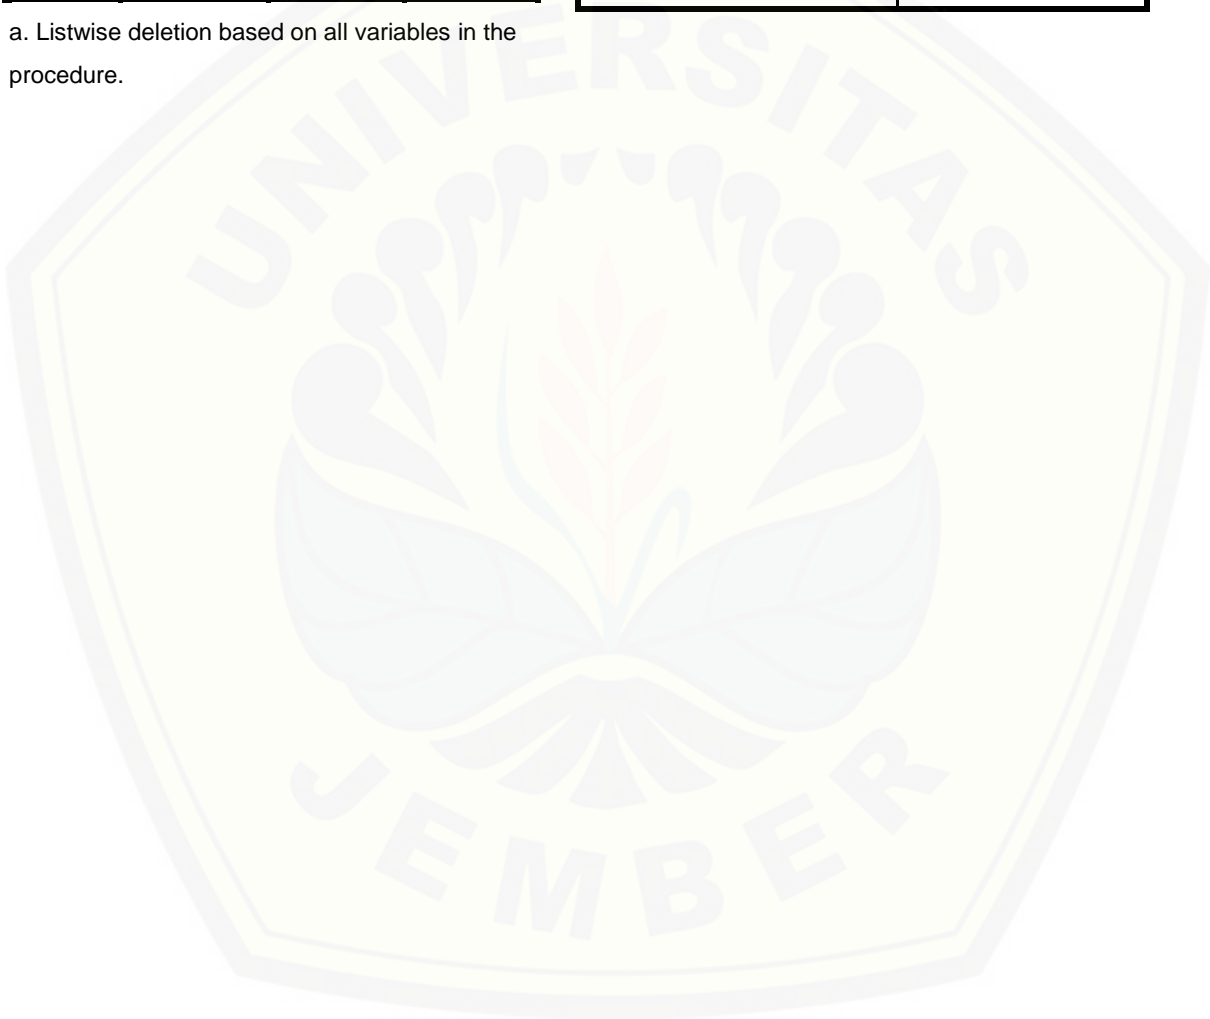 a. Listwise deletion based on all variables in the
procedure.
UNIVERSITAS
JEMBER